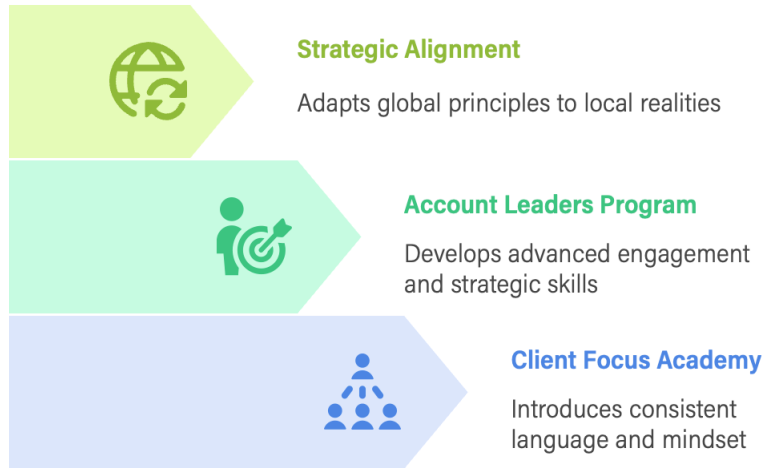 Strategic Alignment
Adapts global principles to local realities
Account Leaders Program
Develops advanced engagement
and strategic skills
Client Focus Academy
Introduces consistent
language and mindset